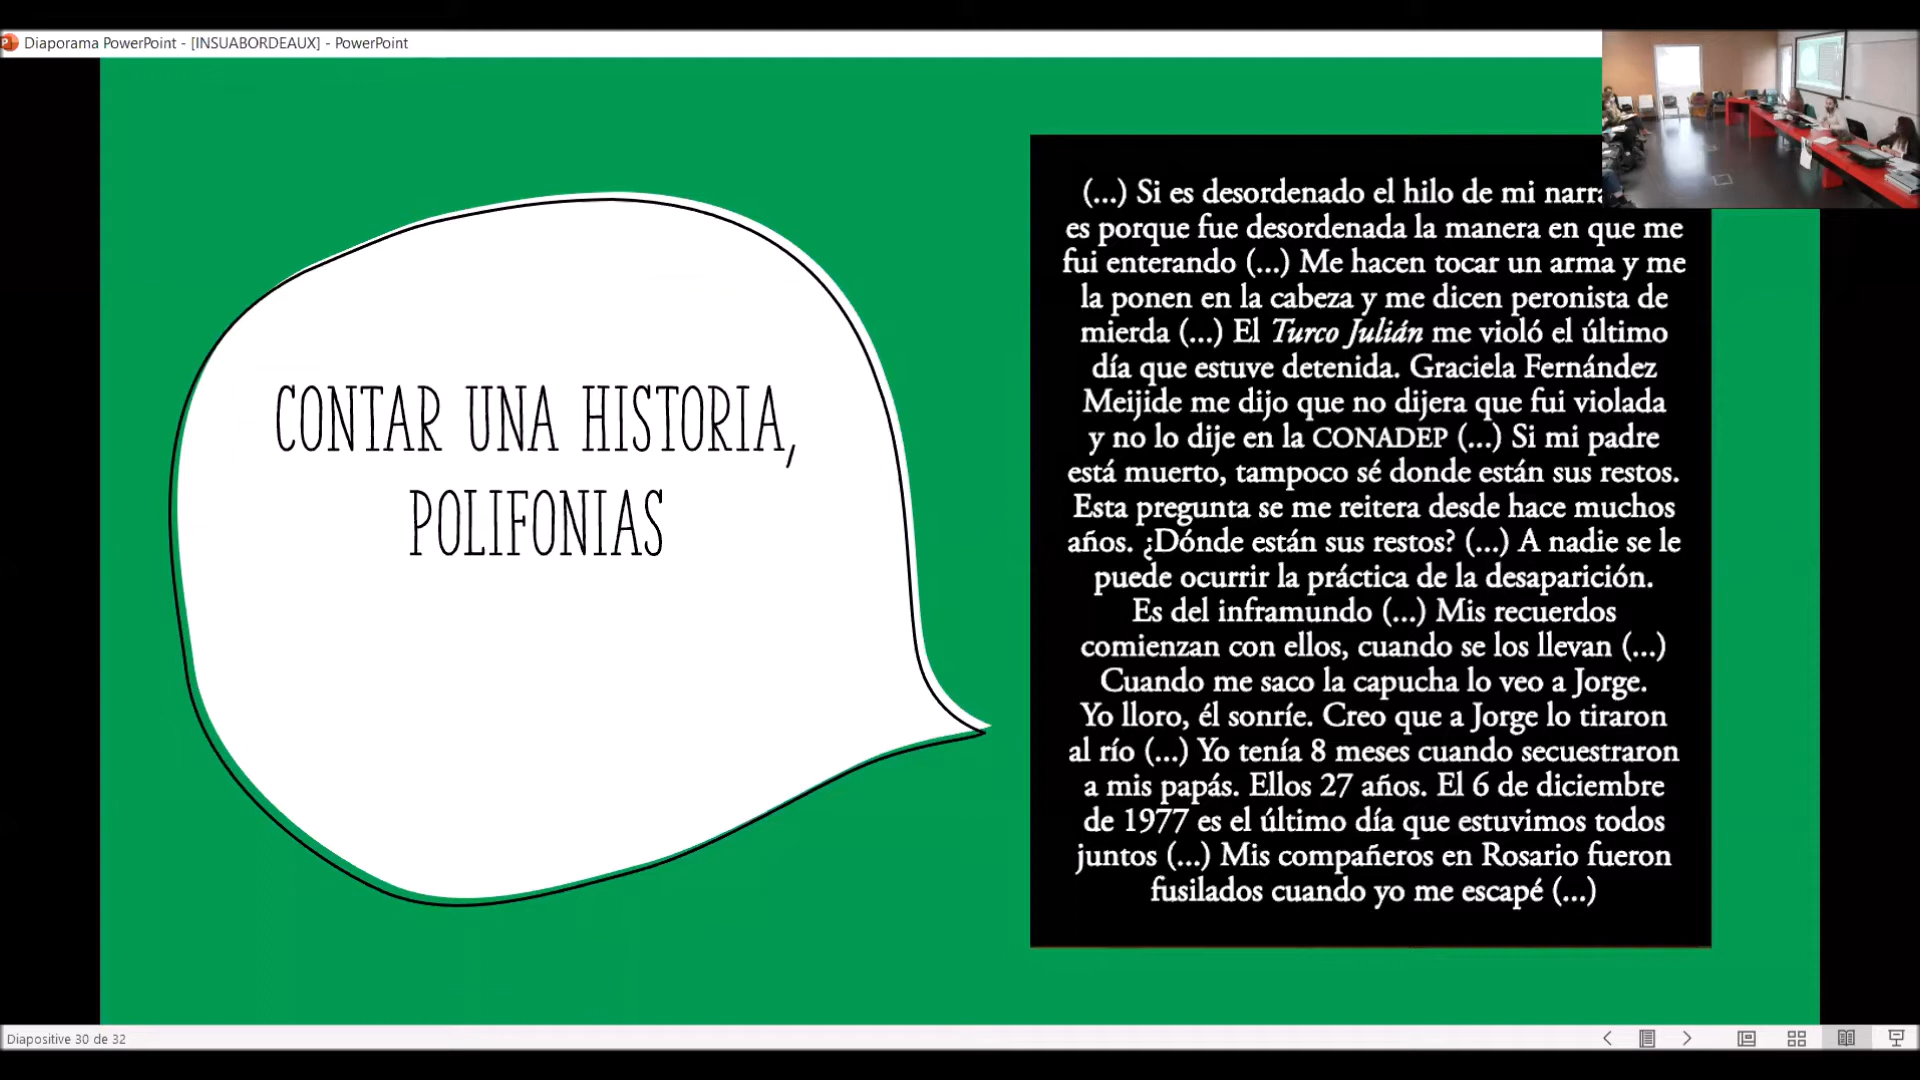 Diaporama PowerPoint - [INSUABORDEAUX] - PowerPoint
CONTAR UNA HISTORIA,
POLIFONIAS
(...) Si es desordenado el hilo de mi
es porque fue desordenada la manera en que me
fui enterando (...) Me hacen tocar un arma y me
la ponen en la cabeza y me dicen peronista de
mierda (...) El Turco Julián me violó el último
día que estuve detenida. Graciela Fernández
Meijide me dijo que no dijera que fui violada
y no lo dije en la CONADEP (...) Si mi padre
está muerto, tampoco sé donde están sus restos.
Esta pregunta se me reitera desde hace muchos
años. ¿Dónde están sus restos? (...) A nadie se le
puede ocurrir la práctica de la desaparición.
Es del inframundo (...) Mis recuerdos
comienzan con ellos, cuando se los llevan (...)
Cuando me saco la capucha lo veo a Jorge.
Yo lloro, él sonríe. Creo que a Jorge lo tiraron
al río (...) Yo tenía 8 meses cuando secuestraron
a mis papás. Ellos 27 años. El 6 de diciembre
de 1977 es el último día que estuvimos todos
juntos (...) Mis compañeros en Rosario fueron
fusilados cuando yo me escapé (...)
Diapositive 30 de 32